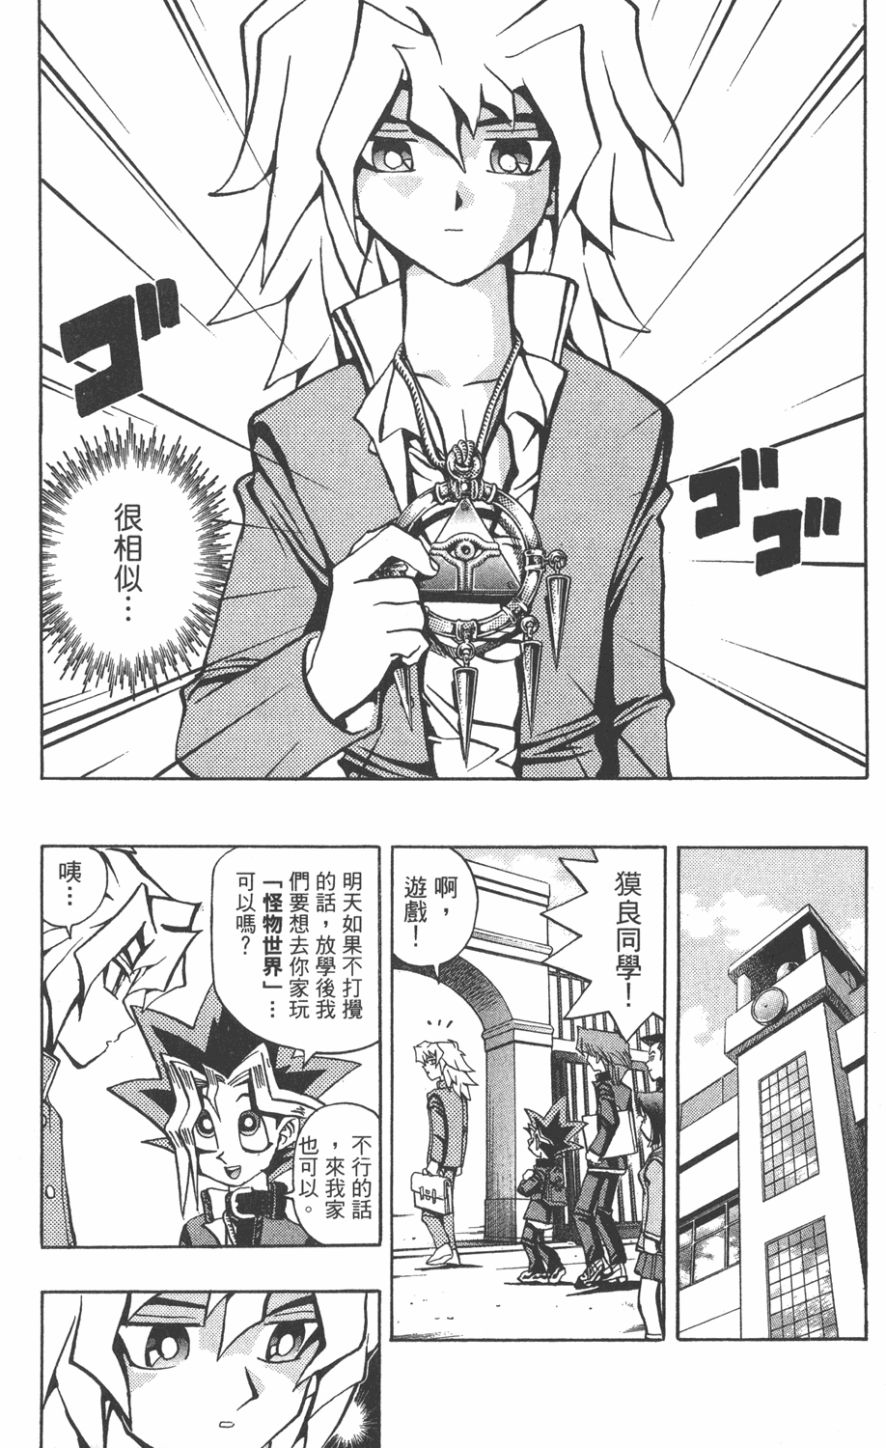 ゴ
ゴ
ゴ
很相似…
獏良同學！
啊，
遊戲！
明天如果不打攪
的話，放學後我
們要想去你家玩
「怪物世界」…
可以嗎？
咦…
不行的話
，來我家
也可以。